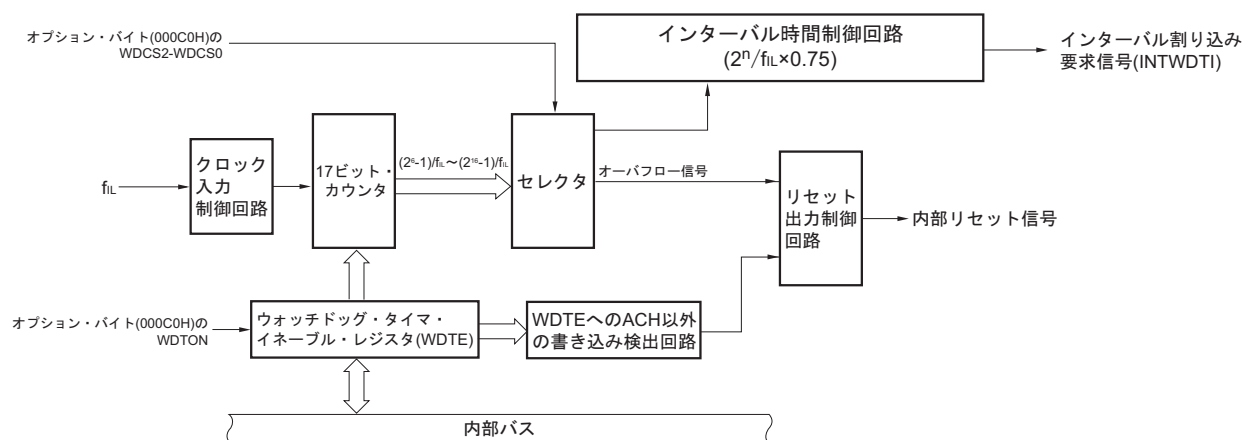 オプション・バイト(000C0H)の
WDCS2-WDCS0
インターバル時間制御回路
(2ⁿ/fIL×0.75)
インターバル割り込み
要求信号(INTWDTI)
fIL
クロック
入力
制御回路
17ビット・
カウンタ
(2⁶-1)/fIL～(2¹⁶-1)/fIL
セレクタ
オーバフロー信号
リセット
出力制御
回路
内部リセット信号
オプション・バイト(000C0H)の
WDTON
ウォッチドッグ・タイマ・
イネーブル・レジスタ(WDTE)
WDTEへのACH以外
の書き込み検出回路
内部バス